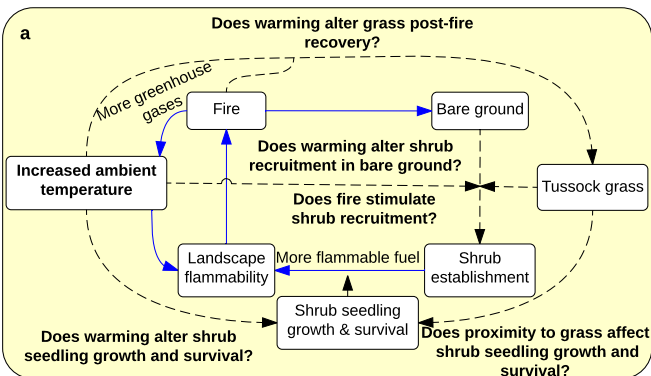 a
Does warming alter grass post-fire
recovery?
More greenhouse
gases
Fire
Bare ground
Does warming alter shrub
recruitment in bare ground?
Increased ambient
temperature
Tussock grass
Does fire stimulate
shrub recruitment?
Landscape
flammability
More flammable fuel
Shrub
establishment
Shrub seedling
growth & survival
Does warming alter shrub
seedling growth and survival?
Does proximity to grass affect
shrub seedling growth and
survival?